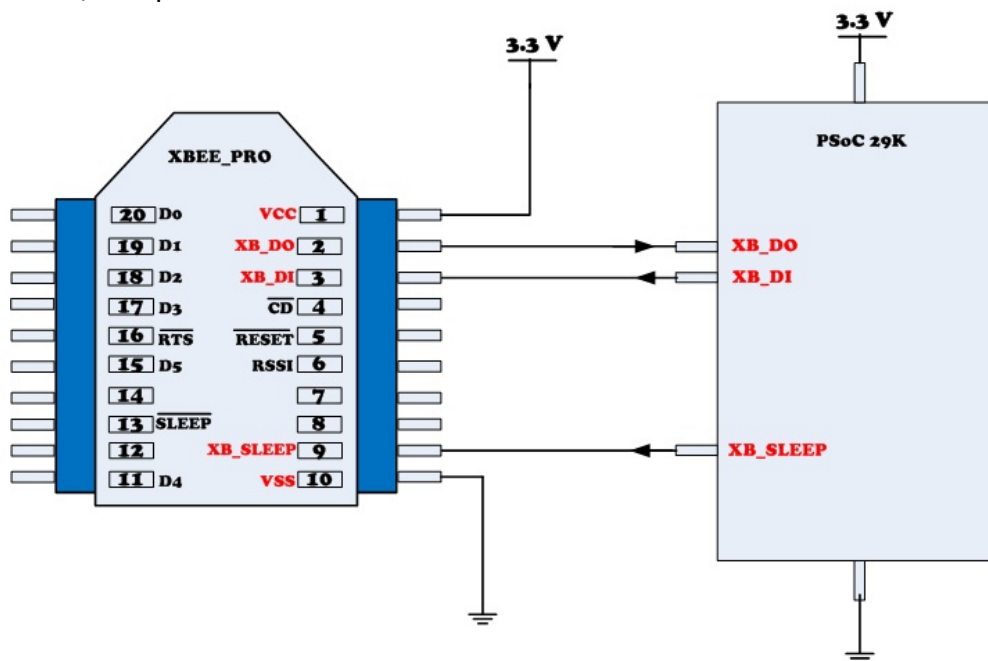 3.3 V
3.3 V
XBEE_PRO
PSoC 29K
20 D0 VCC 1
19 D1 XB_DO 2 XB_DO
18 D2 XB_DI 3 XB_DI
17 D3 CD 4
16 RTS RESET 5
15 D5 RSSI 6
14 7
13 SLEEP 8
12 XB_SLEEP 9 XB_SLEEP
11 D4 VSS 10